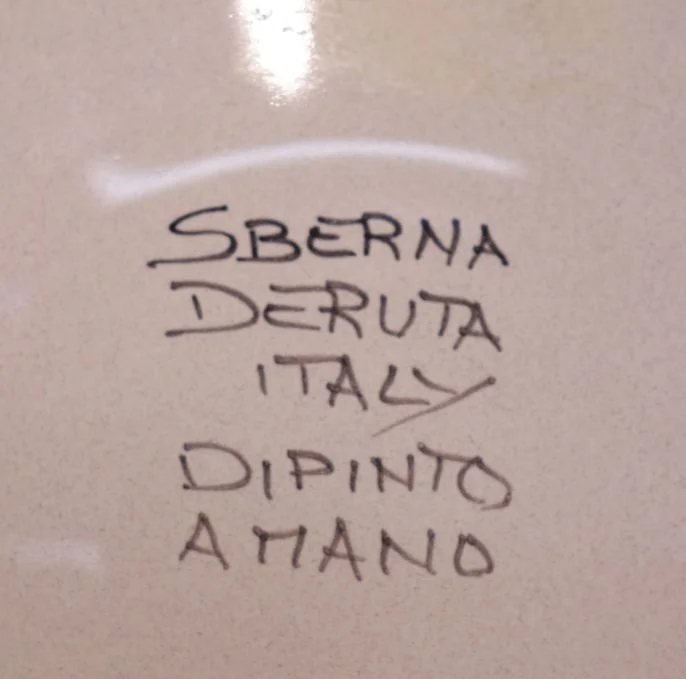 SBERNA
DERUTA
ITALY
DIPINTO
A MANO